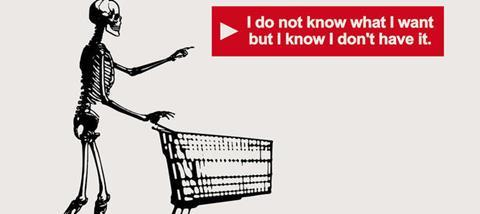 I do not know what I want
but I know I don't have it.